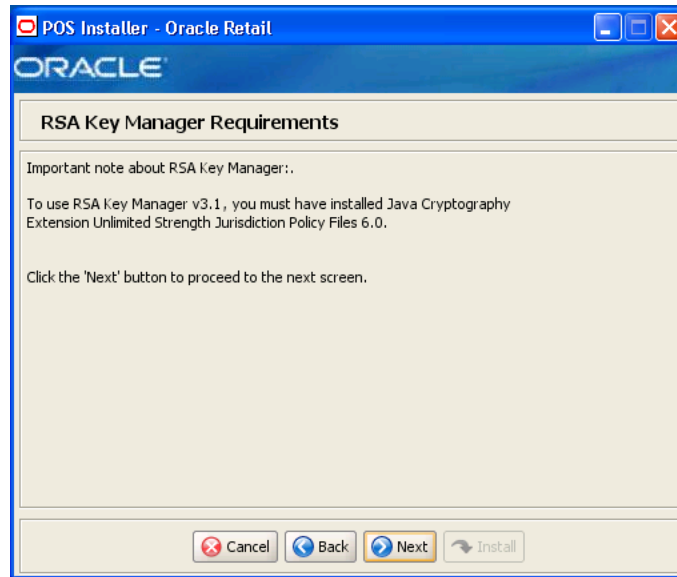 POS Installer - Oracle Retail
ORACLE
RSA Key Manager Requirements
Important note about RSA Key Manager:.
To use RSA Key Manager v3.1, you must have installed Java Cryptography
Extension Unlimited Strength Jurisdiction Policy Files 6.0.
Click the 'Next' button to proceed to the next screen.
Cancel Back Next Install